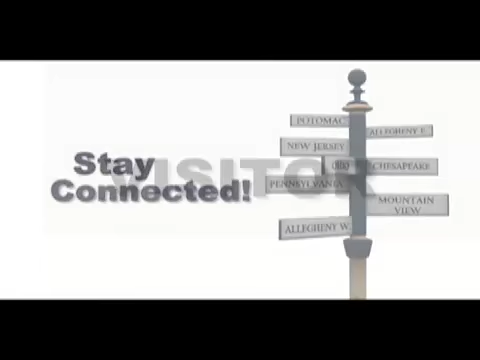 Stay
Connected!
VISITOR
POTOMAC
ALLEGHENY E.
NEW JERSEY
OHIO
CHESAPEAKE
PENNSYLVANIA
MOUNTAIN
VIEW
ALLEGHENY W.